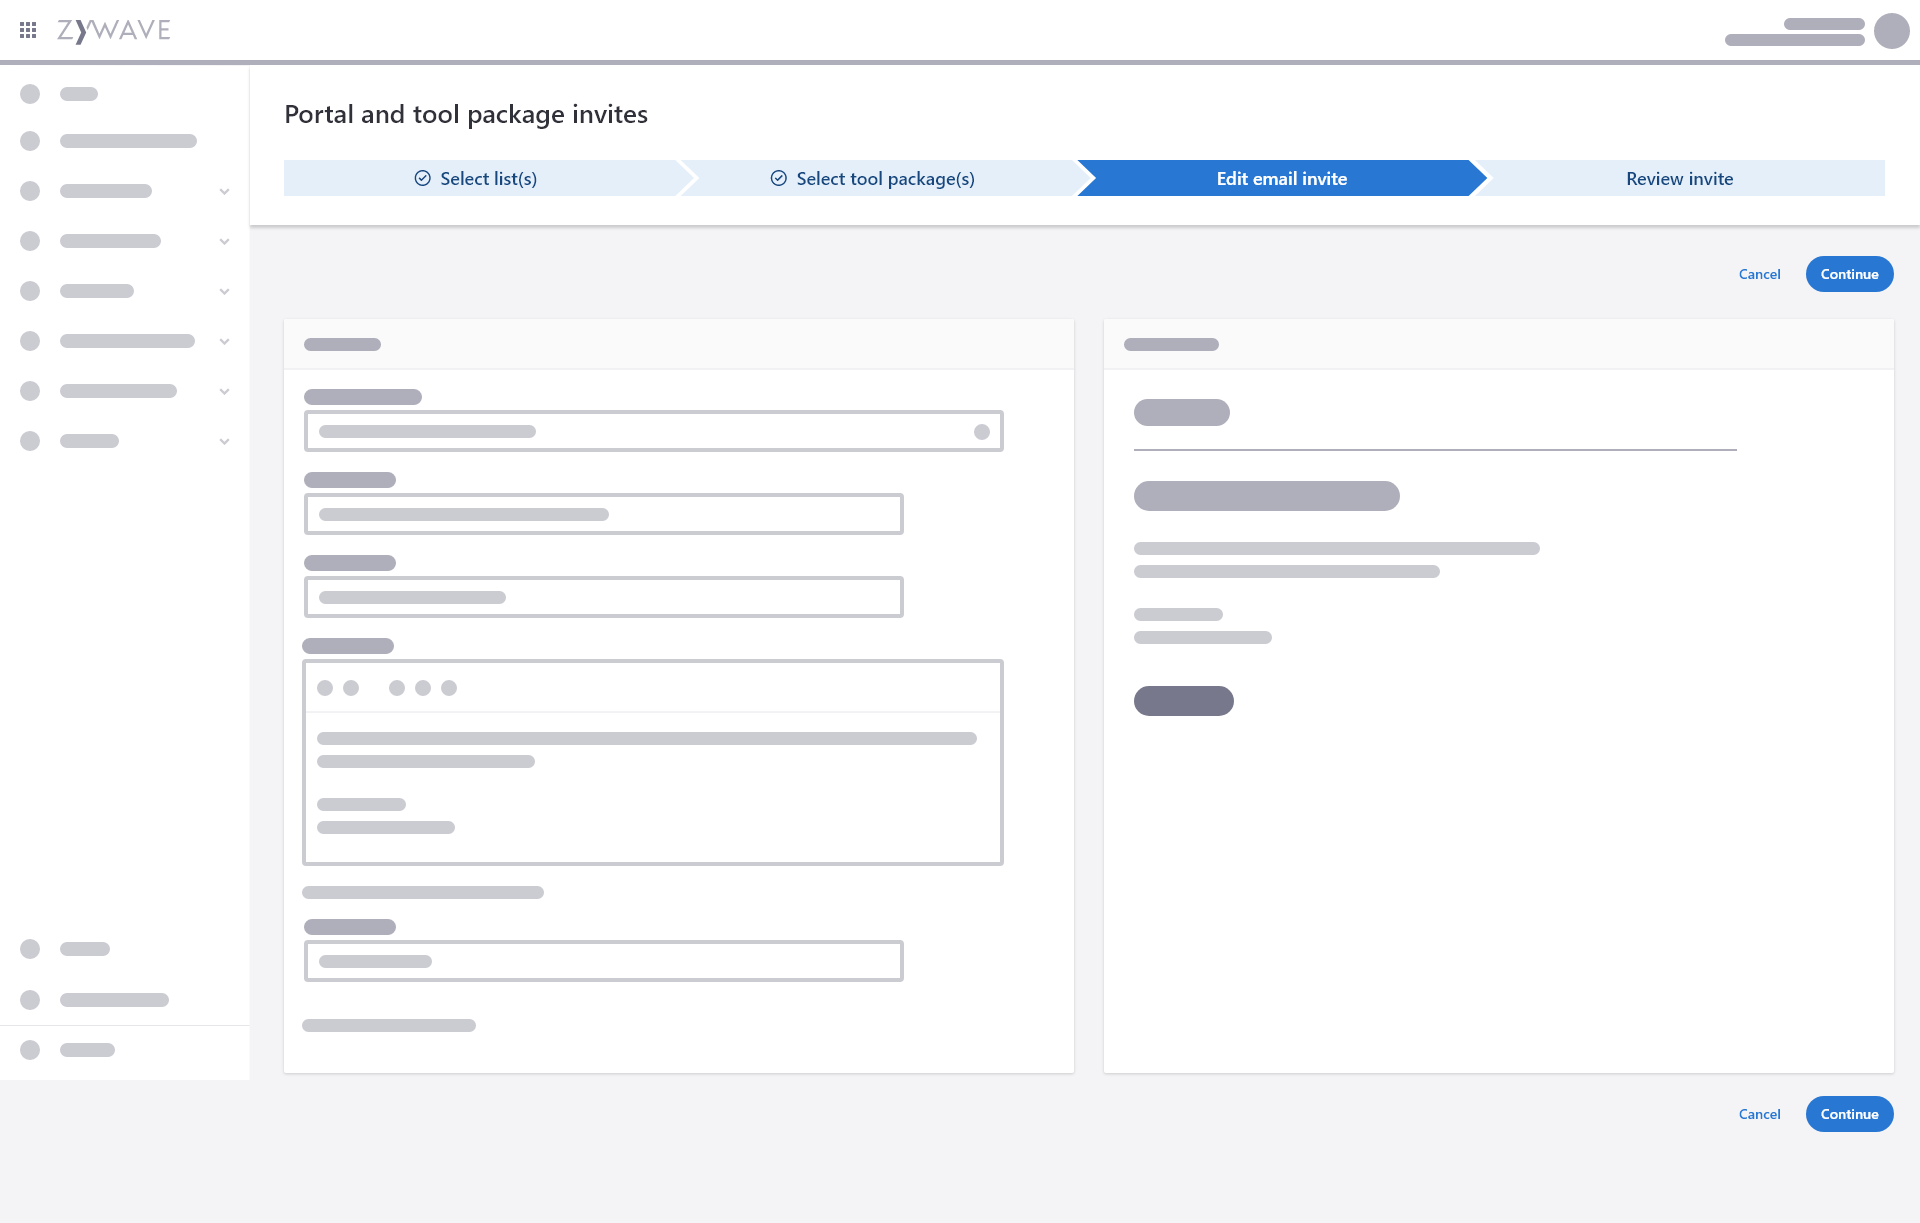 ZYWAVE
Portal and tool package invites
Select list(s)
Select tool package(s)
Edit email invite
Review invite
Cancel
Continue
Cancel
Continue